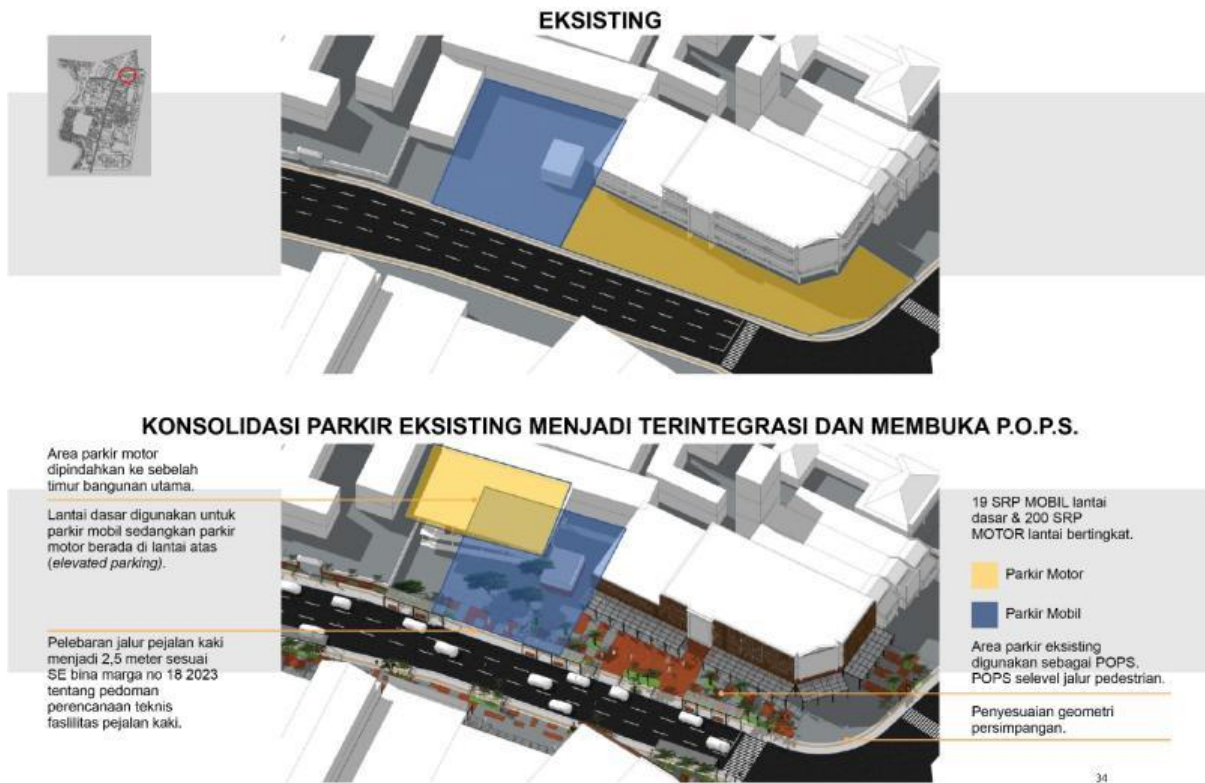 EKSISTING
KONSOLIDASI PARKIR EKSISTING MENJADI TERINTEGRASI DAN MEMBUKA P.O.P.S.
Area parkir motor
dipindahkan ke sebelah
timur bangunan utama.
Lantai dasar digunakan untuk
parkir mobil sedangkan parkir
motor berada di lantai atas
(elevated parking).
Pelebaran jalur pejalan kaki
menjadi 2,5 meter sesuai
SE bina marga no 18 2023
tentang pedoman
perencanaan teknis
faslilitas pejalan kaki.
19 SRP MOBIL lantai
dasar & 200 SRP
MOTOR lantai bertingkat.
Parkir Motor
Parkir Mobil
Area parkir eksisting
digunakan sebagai POPS.
POPS selevel jalur pedestrian.
Penyesuaian geometri
persimpangan.
34